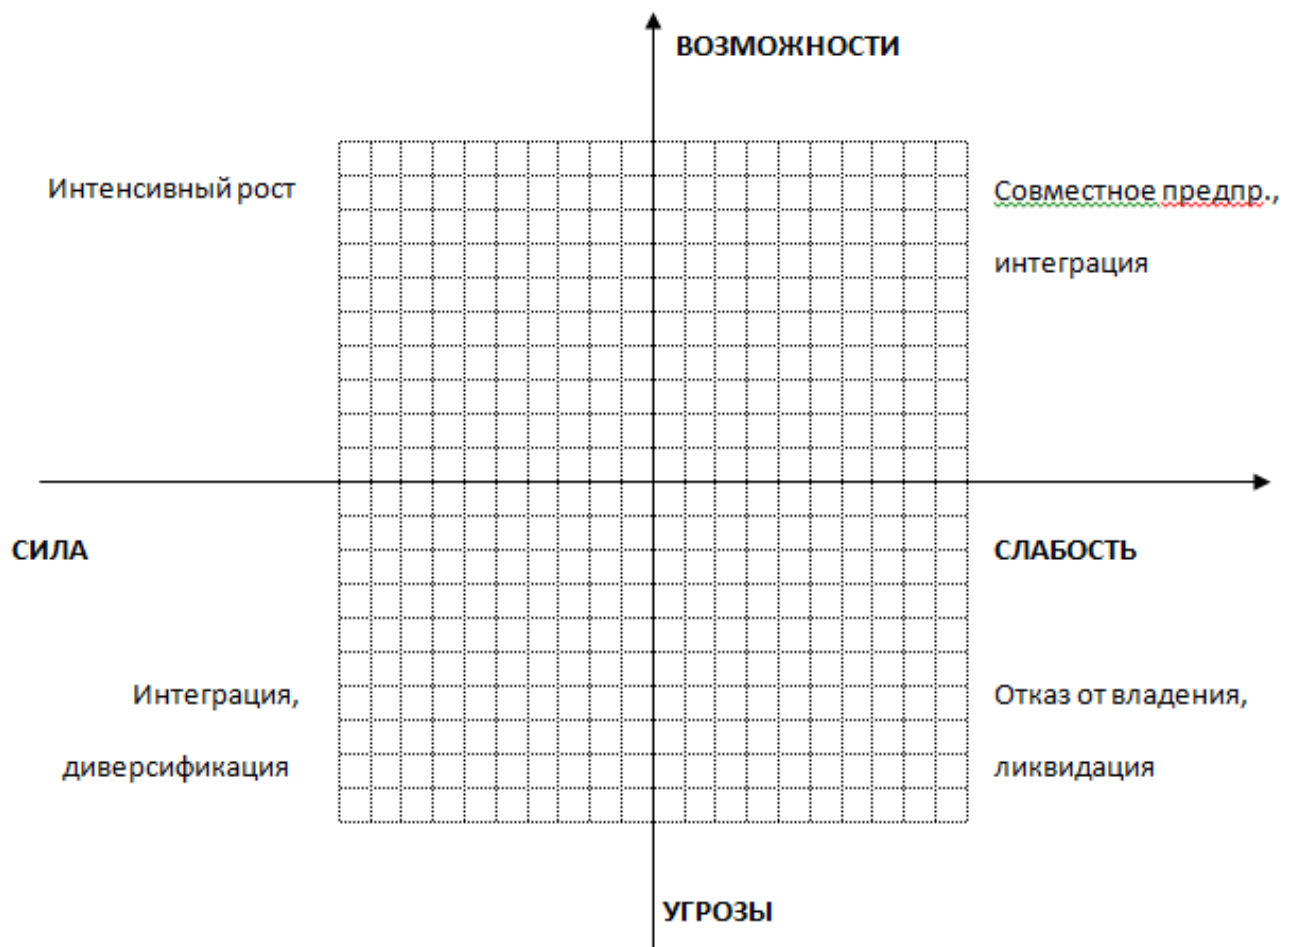 ВОЗМОЖНОСТИ
Интенсивный рост
Совместное предпр.,
интеграция
СИЛА
СЛАБОСТЬ
Интеграция,
диверсификация
Отказ от владения,
ликвидация
УГРОЗЫ